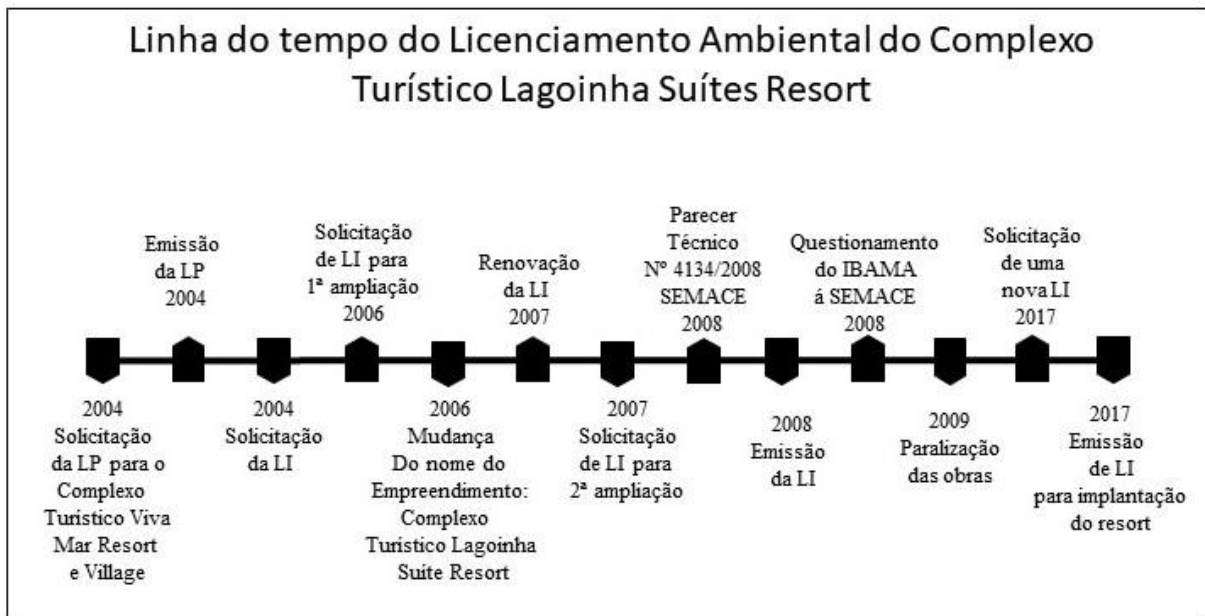 Linha do tempo do Licenciamento Ambiental do Complexo
Turístico Lagoinha Suítes Resort
2004
Solicitação
da LP para o
Complexo
Turistico Viva
Mar Resort
e Village
Emissão
da LP
2004
2004
Solicitação
da LI
Solicitação
de LI para
1ª ampliação
2006
2006
Mudança
Do nome do
Empreendimento:
Complexo
Turistico Lagoinha
Suite Resort
Renovação
da LI
2007
2007
Solicitação
de LI para
2ª ampliação
Parecer
Técnico
Nº 4134/2008
SEMACE
2008
2008
Emissão
da LI
Questionamento
do IBAMA
á SEMACE
2008
2009
Paralização
das obras
Solicitação
de uma
nova LI
2017
2017
Emissão
de LI
para implantação
do resort